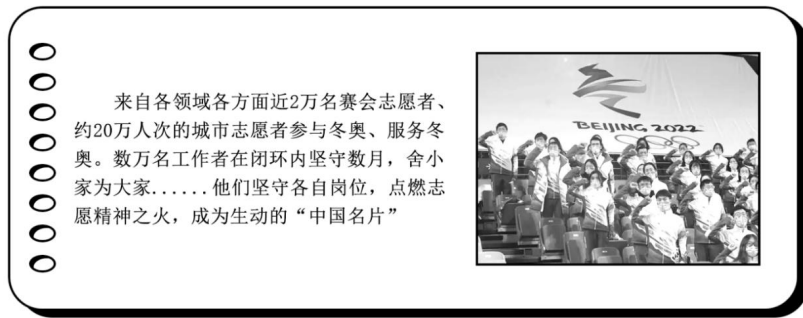 来自各领域各方面近2万名赛会志愿者、
约20万人次的城市志愿者参与冬奥、服务冬
奥。数万名工作者在闭环内坚守数月，舍小
家为大家......他们坚守各自岗位，点燃志
愿精神之火，成为生动的“中国名片”
BEIJING 2022